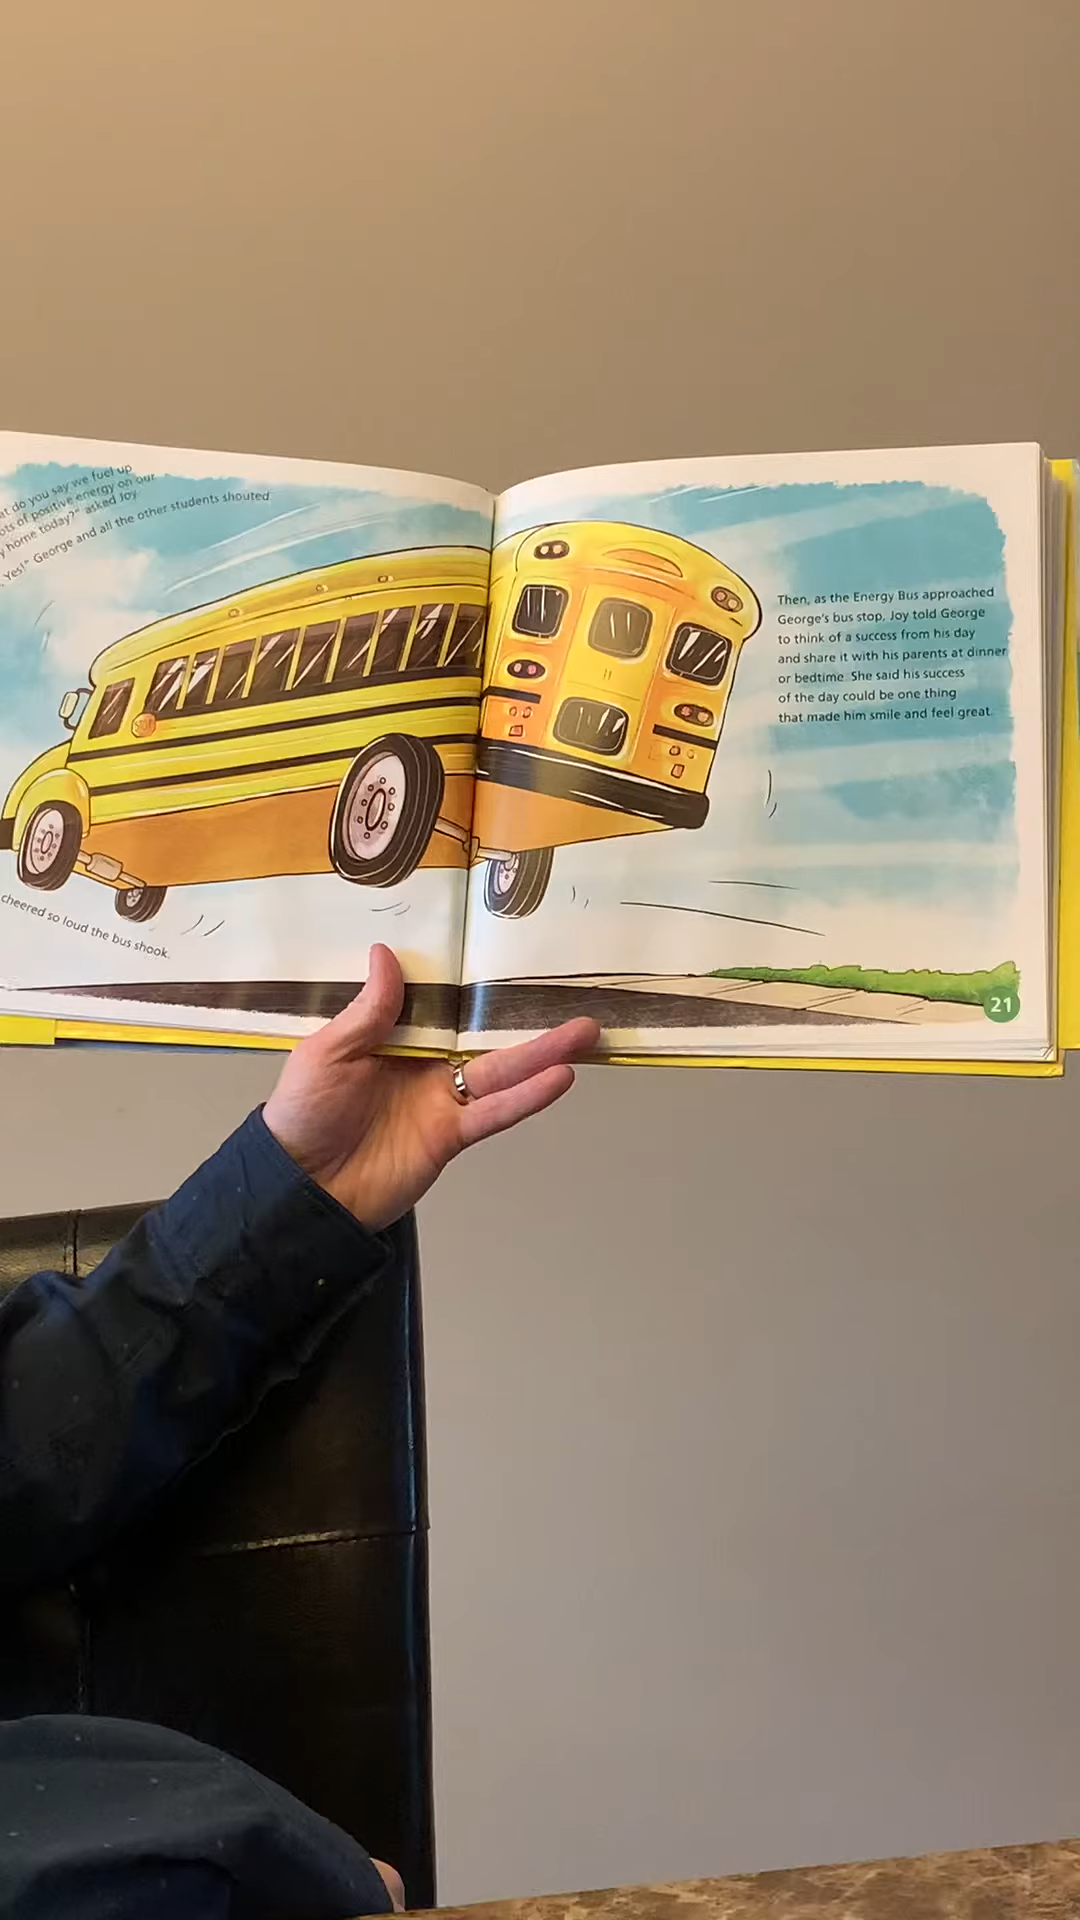 at do you say we fuel up
ots of positive energy on our
y home today?" asked Joy.
Yes!" George and all the other students shouted.
STOP
cheered so loud the bus shook.
Then, as the Energy Bus approached
George's bus stop, Joy told George
to think of a success from his day
and share it with his parents at dinner
or bedtime. She said his success
of the day could be one thing
that made him smile and feel great.
21